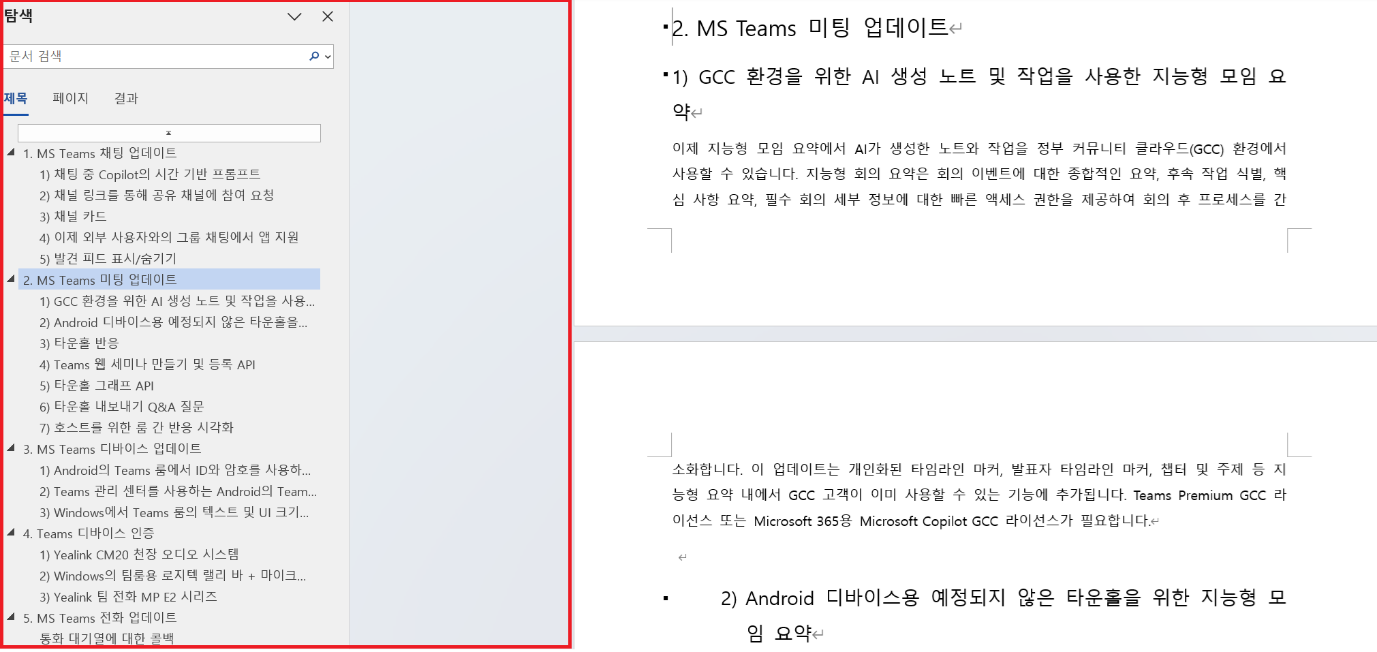 탐색
문서 검색
제목 페이지 결과
1. MS Teams 채팅 업데이트
1) 채팅 중 Copilot의 시간 기반 프롬프트
2) 채널 링크를 통해 공유 채널에 참여 요청
3) 채널 카드
4) 이제 외부 사용자와의 그룹 채팅에서 앱 지원
5) 발견 피드 표시/숨기기
2. MS Teams 미팅 업데이트
1) GCC 환경을 위한 AI 생성 노트 및 작업을 사용...
2) Android 디바이스용 예정되지 않은 타운홀을...
3) 타운홀 반응
4) Teams 웹 세미나 만들기 및 등록 API
5) 타운홀 그래프 API
6) 타운홀 내보내기 Q&A 질문
7) 호스트를 위한 룸 간 반응 시각화
3. MS Teams 디바이스 업데이트
1) Android의 Teams 룸에서 ID와 암호를 사용하...
2) Teams 관리 센터를 사용하는 Android의 Team...
3) Windows에서 Teams 룸의 텍스트 및 UI 크기...
4. Teams 디바이스 인증
1) Yealink CM20 천장 오디오 시스템
2) Windows의 팀룸용 로지텍 랠리 바 + 마이크...
3) Yealink 팀 전화 MP E2 시리즈
5. MS Teams 전화 업데이트
통화 대기열에 대한 콜백
2. MS Teams 미팅 업데이트
1) GCC 환경을 위한 AI 생성 노트 및 작업을 사용한 지능형 모임 요
약
이제 지능형 모임 요약에서 AI가 생성한 노트와 작업을 정부 커뮤니티 클라우드(GCC) 환경에서
사용할 수 있습니다. 지능형 회의 요약은 회의 이벤트에 대한 종합적인 요약, 후속 작업 식별, 핵
심 사항 요약, 필수 회의 세부 정보에 대한 빠른 액세스 권한을 제공하여 회의 후 프로세스를 간
소화합니다. 이 업데이트는 개인화된 타임라인 마커, 발표자 타임라인 마커, 챕터 및 주제 등 지
능형 요약 내에서 GCC 고객이 이미 사용할 수 있는 기능에 추가됩니다. Teams Premium GCC 라
이선스 또는 Microsoft 365용 Microsoft Copilot GCC 라이선스가 필요합니다.
2) Android 디바이스용 예정되지 않은 타운홀을 위한 지능형 모
임 요약